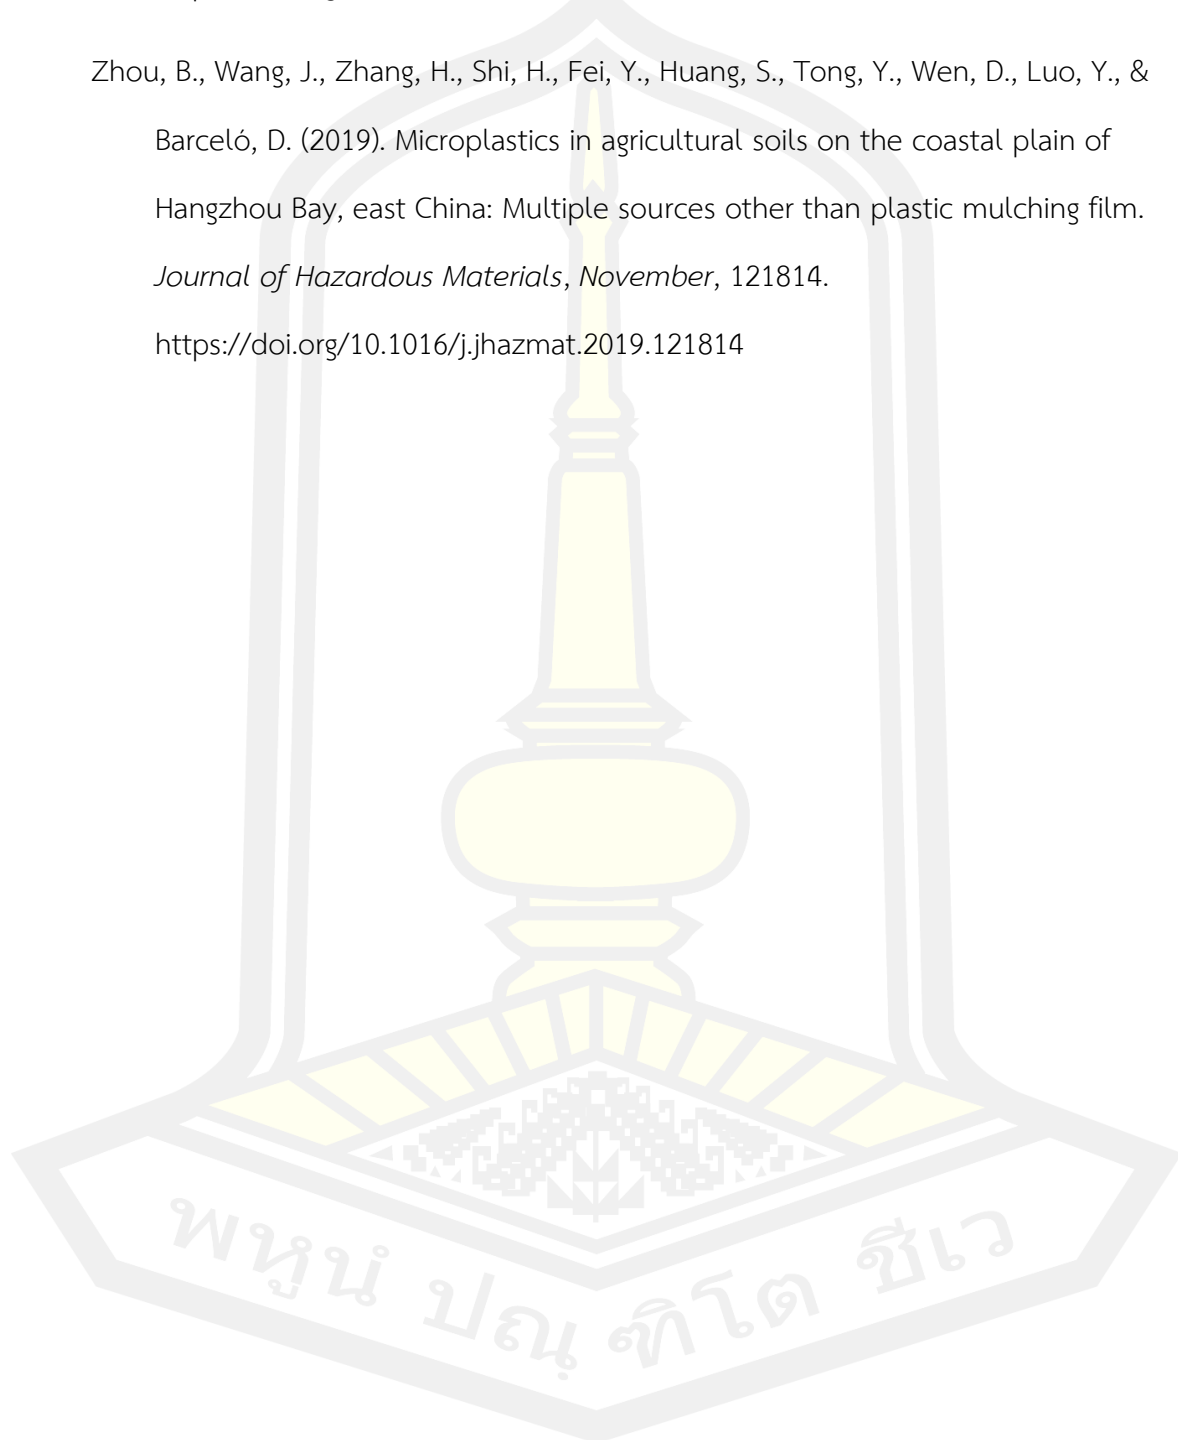 Zhou, B., Wang, J., Zhang, H., Shi, H., Fei, Y., Huang, S., Tong, Y., Wen, D., Luo, Y., &
Barceló, D. (2019). Microplastics in agricultural soils on the coastal plain of
Hangzhou Bay, east China: Multiple sources other than plastic mulching film.
Journal of Hazardous Materials, November, 121814.
https://doi.org/10.1016/j.jhazmat.2019.121814
พหูนํ ปณฺฑิโต ชีเว